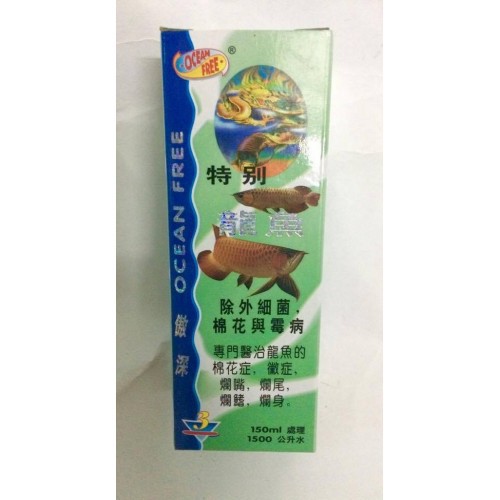 OCEAN
FREE
®
特别
龍魚
OCEAN FREE
傲深
除外細菌,
棉花與霉病
專門醫治龍魚的
棉花症, 黴症,
爛嘴, 爛尾,
爛鰭, 爛身。
3
150ml 處理
1500 公升水